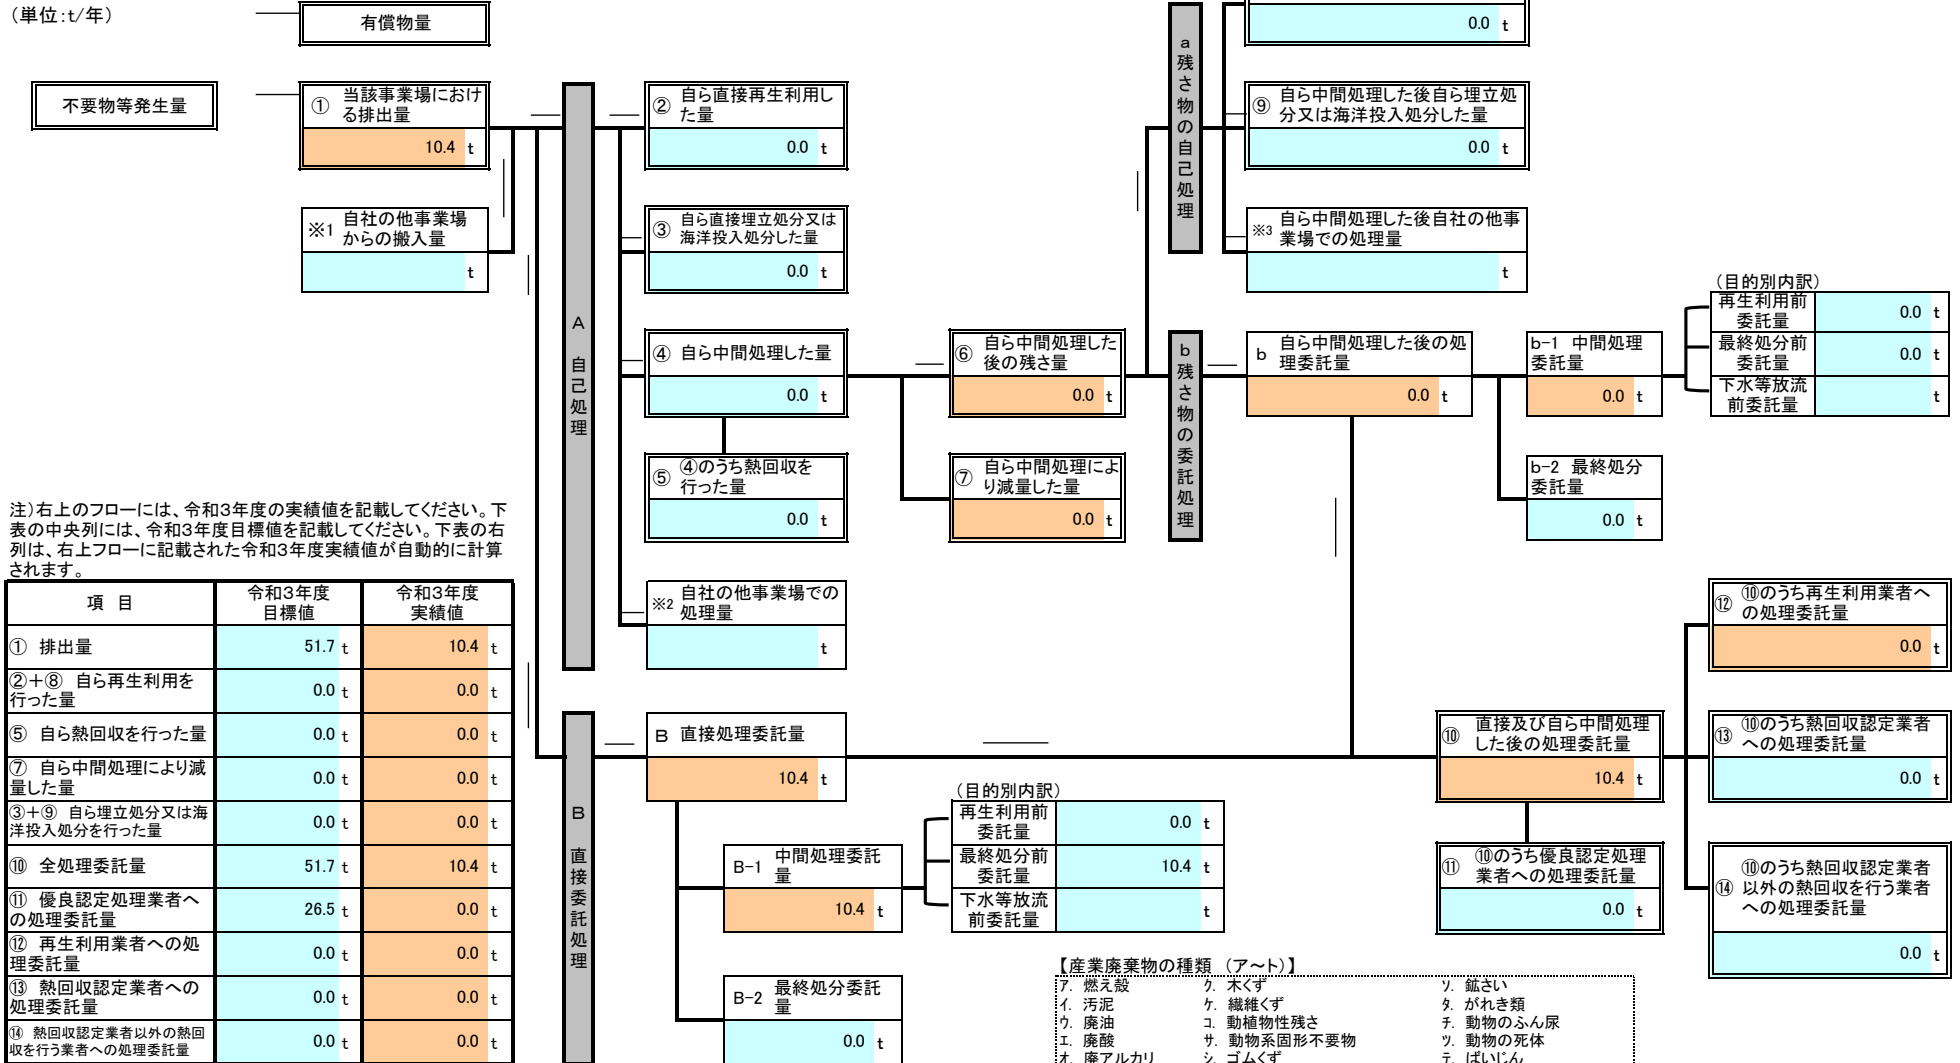 （単位：t/年）
有償物量
0.0 t
不要物等発生量
① 当該事業場におけ
る排出量
10.4 t
※1 自社の他事業場
からの搬入量
t
A 自己処理
② 自ら直接再生利用し
た量
0.0 t
③ 自ら直接埋立処分又は
海洋投入処分した量
0.0 t
④ 自ら中間処理した量
0.0 t
⑤ ④のうち熱回収を
行った量
0.0 t
※2 自社の他事業場での
処理量
t
⑥ 自ら中間処理した
後の残さ量
0.0 t
⑦ 自ら中間処理によ
り減量した量
0.0 t
a 残さ物の自己処理
⑨ 自ら中間処理した後自ら埋立処
分又は海洋投入処分した量
0.0 t
※3 自ら中間処理した後自社の他事
業場での処理量
t
b 残さ物の委託処理
b 自ら中間処理した後の処
理委託量
0.0 t
b-1 中間処理
委託量
0.0 t
b-2 最終処分
委託量
0.0 t
（目的別内訳）
再生利用前
委託量
0.0 t
最終処分前
委託量
0.0 t
下水等放流
前委託量
t
注）右上のフローには、令和3年度の実績値を記載してください。下
表の中央列には、令和3年度目標値を記載してください。下表の右
列は、右上フローに記載された令和3年度実績値が自動的に計算
されます。
項 目
令和3年度
目標値
令和3年度
実績値
① 排出量 51.7 t 10.4 t
②＋⑧ 自ら再生利用を
行った量 0.0 t 0.0 t
⑤ 自ら熱回収を行った量 0.0 t 0.0 t
⑦ 自ら中間処理により減
量した量 0.0 t 0.0 t
③＋⑨ 自ら埋立処分又は海
洋投入処分を行った量 0.0 t 0.0 t
⑩ 全処理委託量 51.7 t 10.4 t
⑪ 優良認定処理業者へ
の処理委託量 26.5 t 0.0 t
⑫ 再生利用業者への処
理委託量 0.0 t 0.0 t
⑬ 熱回収認定業者への
処理委託量 0.0 t 0.0 t
⑭ 熱回収認定業者以外の熱回
収を行う業者への処理委託量 0.0 t 0.0 t
B 直接委託処理
B 直接処理委託量
10.4 t
B-1 中間処理委託
量
10.4 t
B-2 最終処分委託
量
0.0 t
（目的別内訳）
再生利用前
委託量
0.0 t
最終処分前
委託量
10.4 t
下水等放流
前委託量
t
⑩ 直接及び自ら中間処理
した後の処理委託量
10.4 t
⑪ ⑩のうち優良認定処理
業者への処理委託量
0.0 t
⑫ ⑩のうち再生利用業者へ
の処理委託量
0.0 t
⑬ ⑩のうち熱回収認定業者
への処理委託量
0.0 t
⑭ ⑩のうち熱回収認定業者
以外の熱回収を行う業者
への処理委託量
0.0 t
【産業廃棄物の種類 （ア～ト）】
ｱ. 燃え殻 ｸ. 木くず ｿ. 鉱さい
ｲ. 汚泥 ｹ. 繊維くず ﾀ. がれき類
ｳ. 廃油 ｺ. 動植物性残さ ﾁ. 動物のふん尿
ｴ. 廃酸 ｻ. 動物系固形不要物 ﾂ. 動物の死体
ｵ. 廃アルカリ ｼ. ゴムくず ﾃ. ばいじん